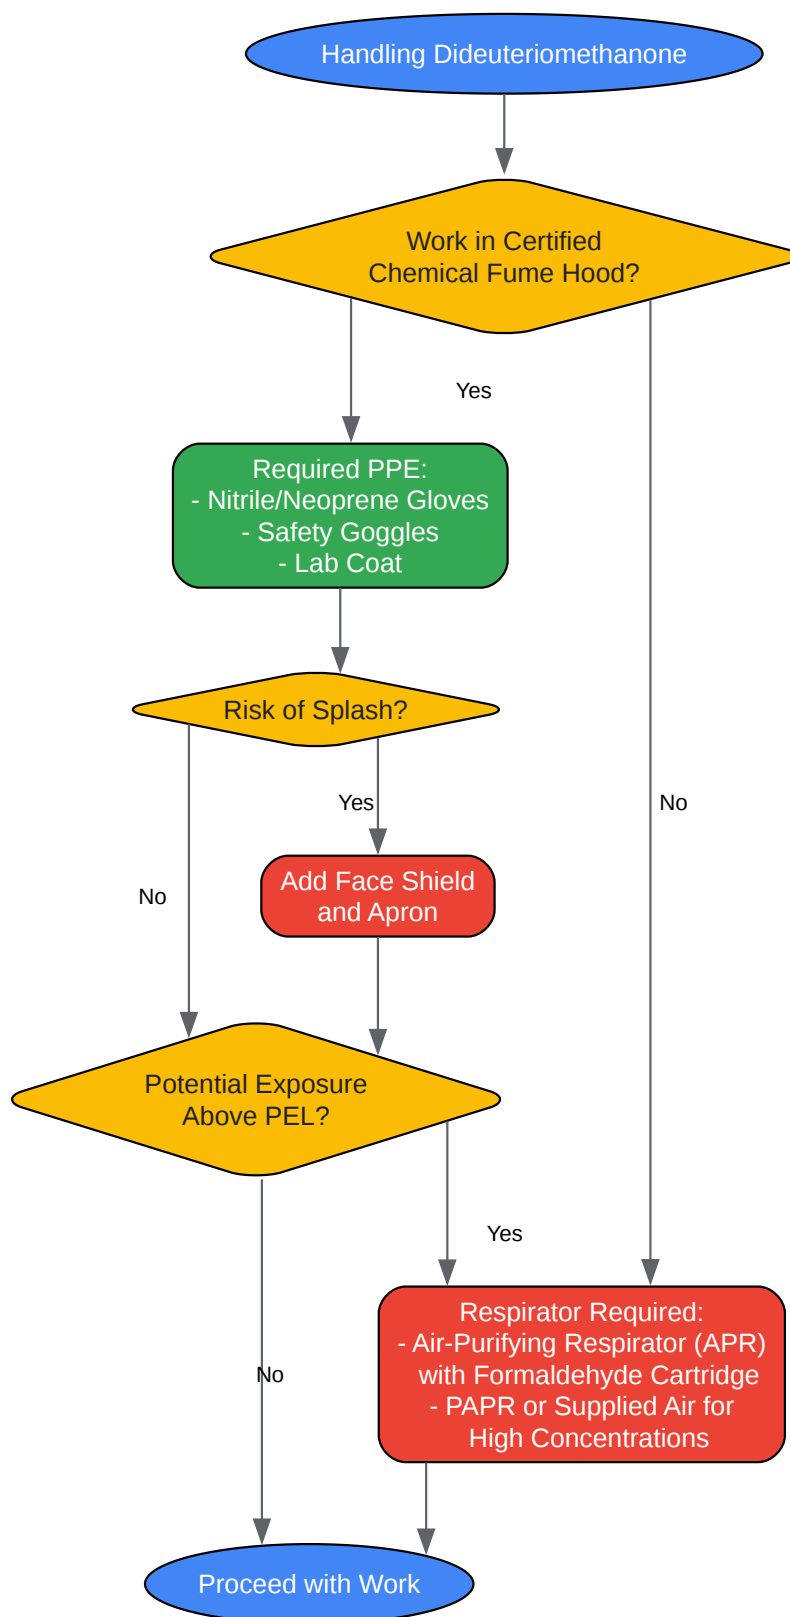 Handling Dideuteriomethanone
Work in Certified
Chemical Fume Hood?
Yes
Required PPE:
- Nitrile/Neoprene Gloves
- Safety Goggles
- Lab Coat
Risk of Splash?
Yes
No
No
Add Face Shield
and Apron
Potential Exposure
Above PEL?
Yes
Respirator Required:
- Air-Purifying Respirator (APR)
with Formaldehyde Cartridge
- PAPR or Supplied Air for
High Concentrations
No
Proceed with Work